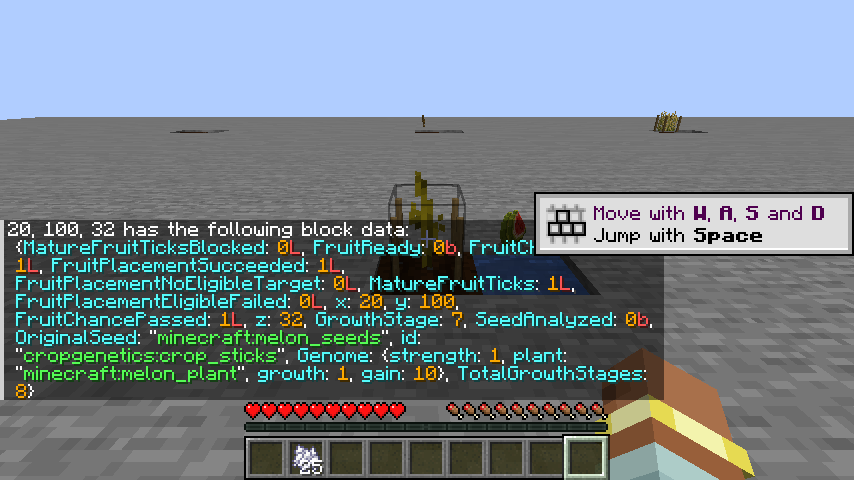 Move with W, A, S and D
Jump with Space
20, 100, 32 has the following block data:
{MatureFruitTicksBlocked: 0L, FruitReady: 0b,
1L, FruitPlacementSucceeded: 1L,
FruitPlacementNoEligibleTarget: 0L, MatureFruitTicks: 1L,
FruitPlacementEligibleFailed: 0L, x: 20, y: 100,
FruitChancePassed: 1L, z: 32, GrowthStage: 7, SeedAnalyzed: 0b,
OriginalSeed: "minecraft:melon_seeds", id:
"cropgenetics:crop_sticks", Genome: {strength: 1, plant:
"minecraft:melon_plant", growth: 1, gain: 10}, TotalGrowthStages:
8}
25